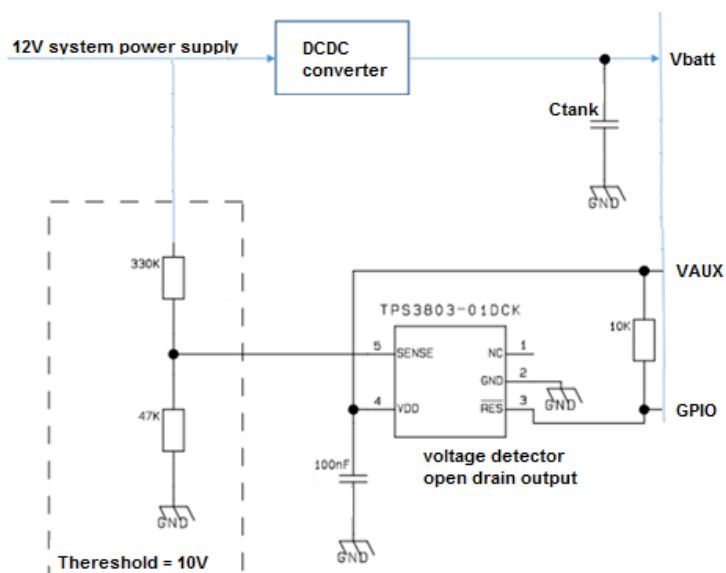 12V system power supply
DCDC
converter
Vbatt
Ctank
GND
330K
VAUX
TPS3803-01DCK
10K
5
SENSE
NC
1
GND
2
GND
47K
4
VDD
RES
3
GPIO
100nF
voltage detector
open drain output
GND
GND
Thereshold = 10V